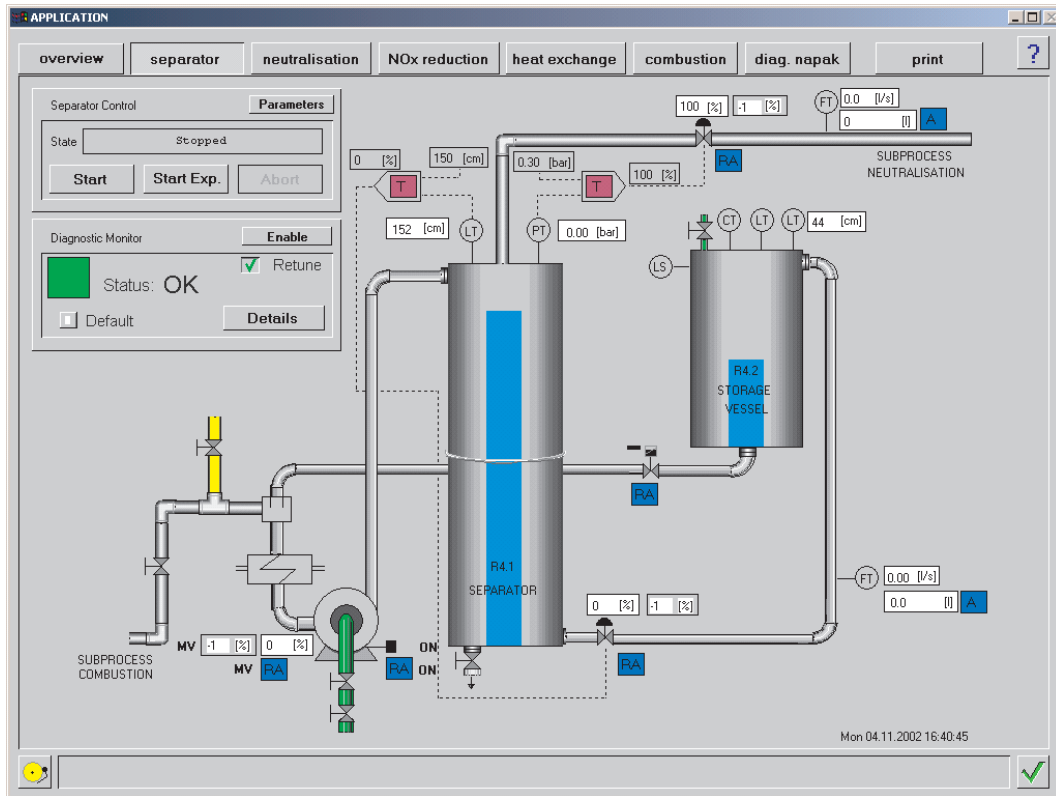 APPLICATION
overview separator neutralisation NOx reduction heat exchange combustion diag. napak print ?
Separator Control Parameters
State Stopped
Start Start Exp. Abort
Diagnostic Monitor Enable
Retune
Status: OK
Default Details
100 [%] -1 [%]
FT 0.0 [l/s]
0 [l] A
RA
SUBPROCESS
NEUTRALISATION
0 [%] 150 [cm] 0.30 [bar] 100 [%]
T T
152 [cm] LT PT 0.00 [bar]
CT LT LT 44 [cm]
LS
R4.2
STORAGE
VESSEL
RA
R4.1
SEPARATOR
FT 0.00 [l/s]
0.0 [l] A
0 [%] -1 [%]
RA
MV -1 [%] 0 [%]
MV RA
RA
ON
ON
SUBPROCESS
COMBUSTION
Mon 04.11.2002 16:40:45